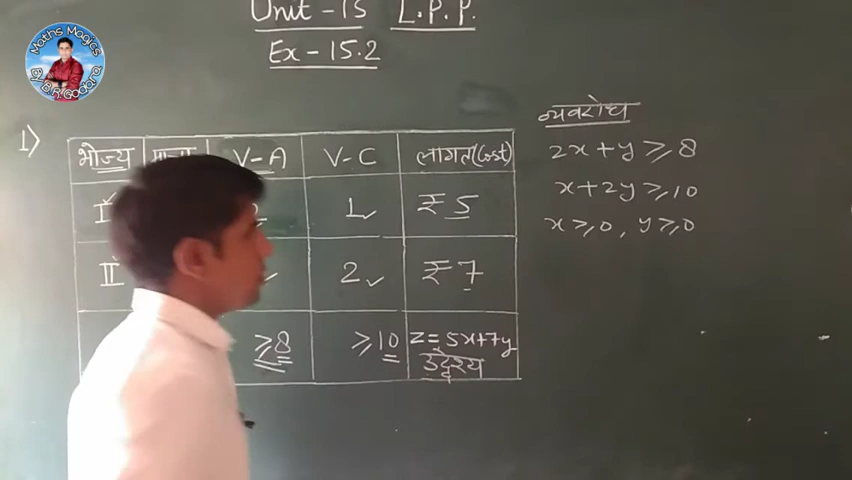 Unit - 15 L.P.P.
Ex - 15.2
Maths Magics
By B.R. Godara
1)
भोज्य V-A V-C लागत (Cost)
I 1 ₹ 5
II 2 ₹ 7
≥8 ≥10 Z = 5x+7y
उद्देश्य
व्यवरोध
2x+y ≥ 8
x+2y ≥ 10
x ≥ 0, y ≥ 0